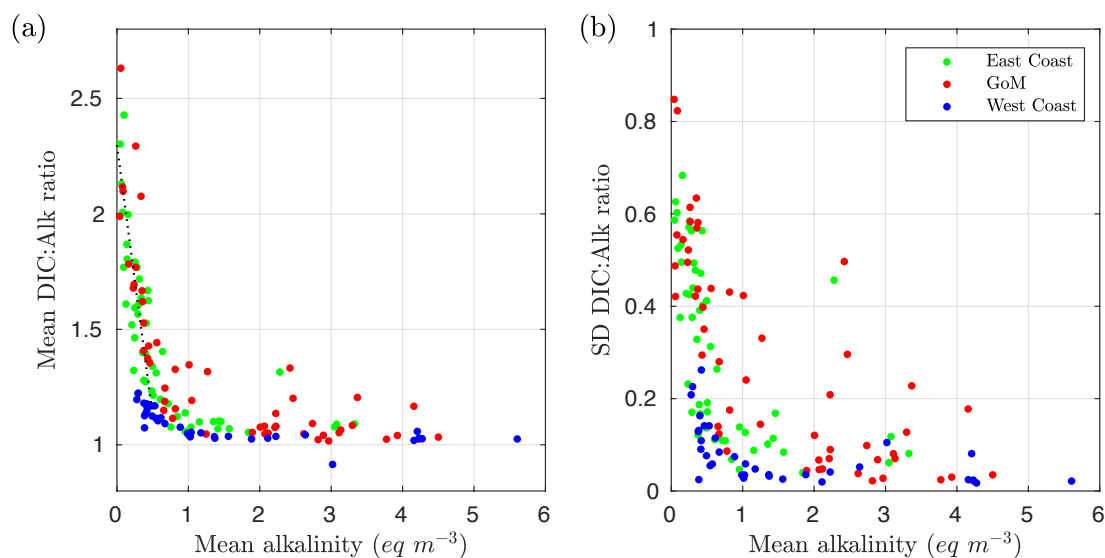 (a)
Mean DIC:Alk ratio
2.5
2
1.5
1
0 1 2 3 4 5 6
Mean alkalinity (eq m⁻³)
(b)
SD DIC:Alk ratio
1
0.8
0.6
0.4
0.2
0
0 1 2 3 4 5 6
Mean alkalinity (eq m⁻³)
East Coast
GoM
West Coast